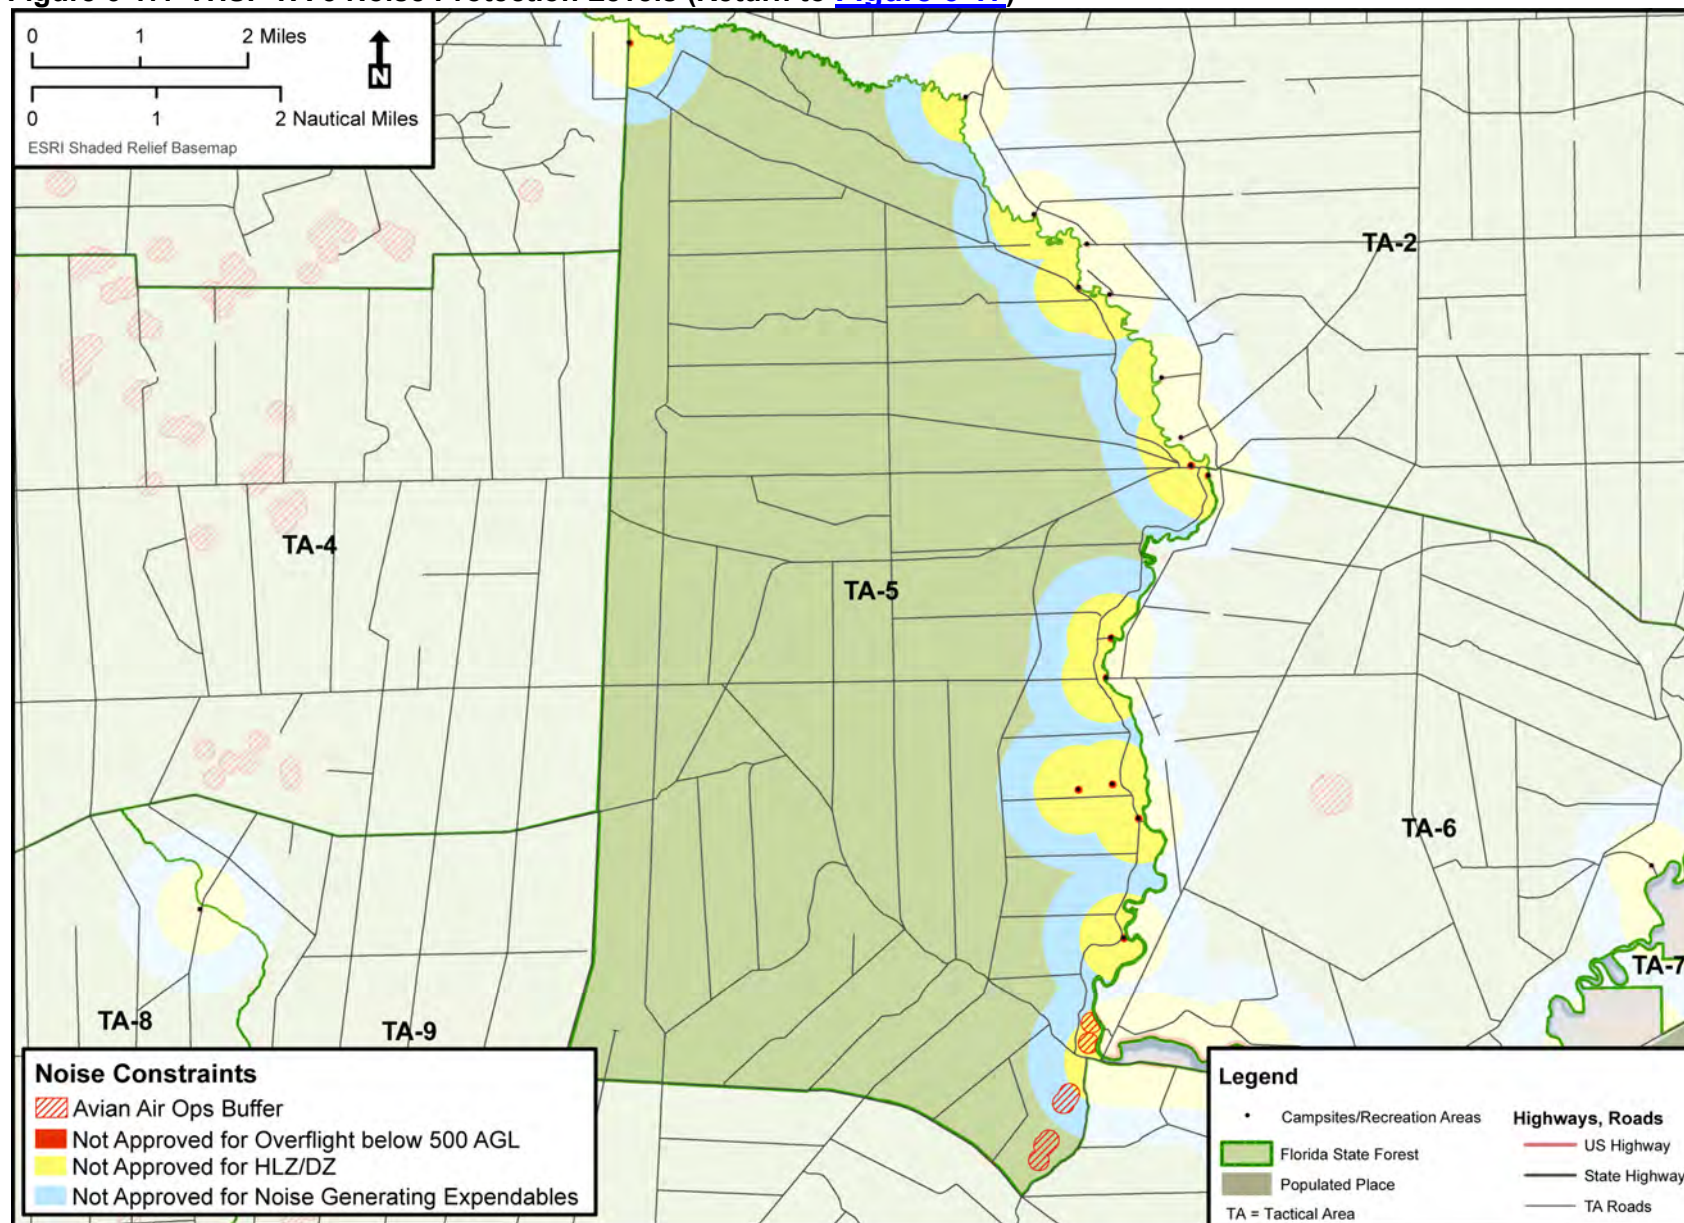 0 1 2 Miles
N
0 1 2 Nautical Miles
ESRI Shaded Relief Basemap
TA-2
TA-4
TA-5
TA-6
TA-7
TA-8
TA-9
Noise Constraints
Avian Air Ops Buffer
Not Approved for Overflight below 500 AGL
Not Approved for HLZ/DZ
Not Approved for Noise Generating Expendables
Legend
Campsites/Recreation Areas
Florida State Forest
Populated Place
TA = Tactical Area
Highways, Roads
US Highway
State Highway
TA Roads